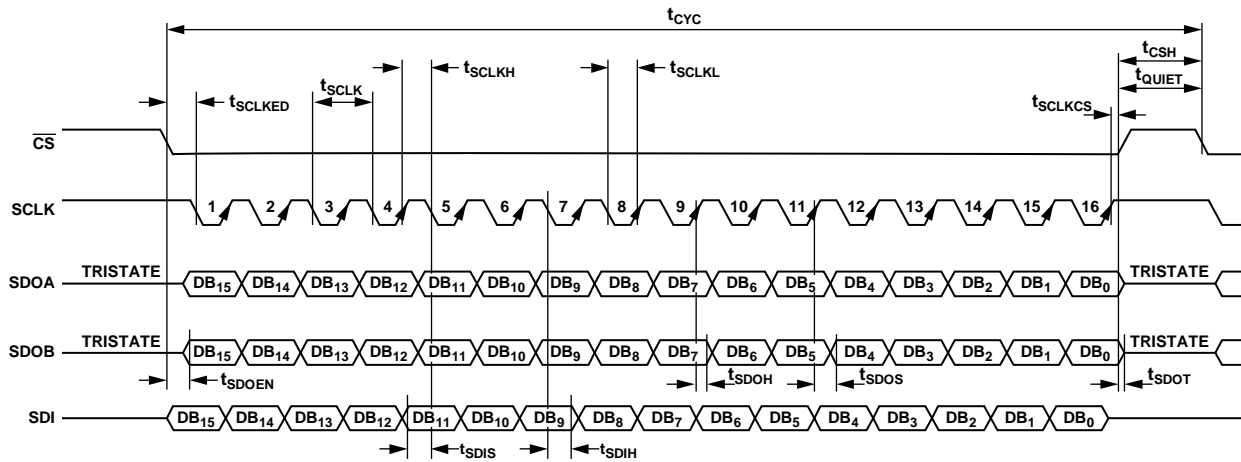 tCYC
tCSH
tSCLKH tSCLKL
tSCLK tQUIET
tSCLKED tSCLKCS
CS
SCLK 1 2 3 4 5 6 7 8 9 10 11 12 13 14 15 16
TRISTATE TRISTATE
SDOA DB15 DB14 DB13 DB12 DB11 DB10 DB9 DB8 DB7 DB6 DB5 DB4 DB3 DB2 DB1 DB0
TRISTATE TRISTATE
SDOB DB15 DB14 DB13 DB12 DB11 DB10 DB9 DB8 DB7 DB6 DB5 DB4 DB3 DB2 DB1 DB0
tSDOEN tSDOH tSDOS tSDOT
SDI DB15 DB14 DB13 DB12 DB11 DB10 DB9 DB8 DB7 DB6 DB5 DB4 DB3 DB2 DB1 DB0
tSDIS tSDIH